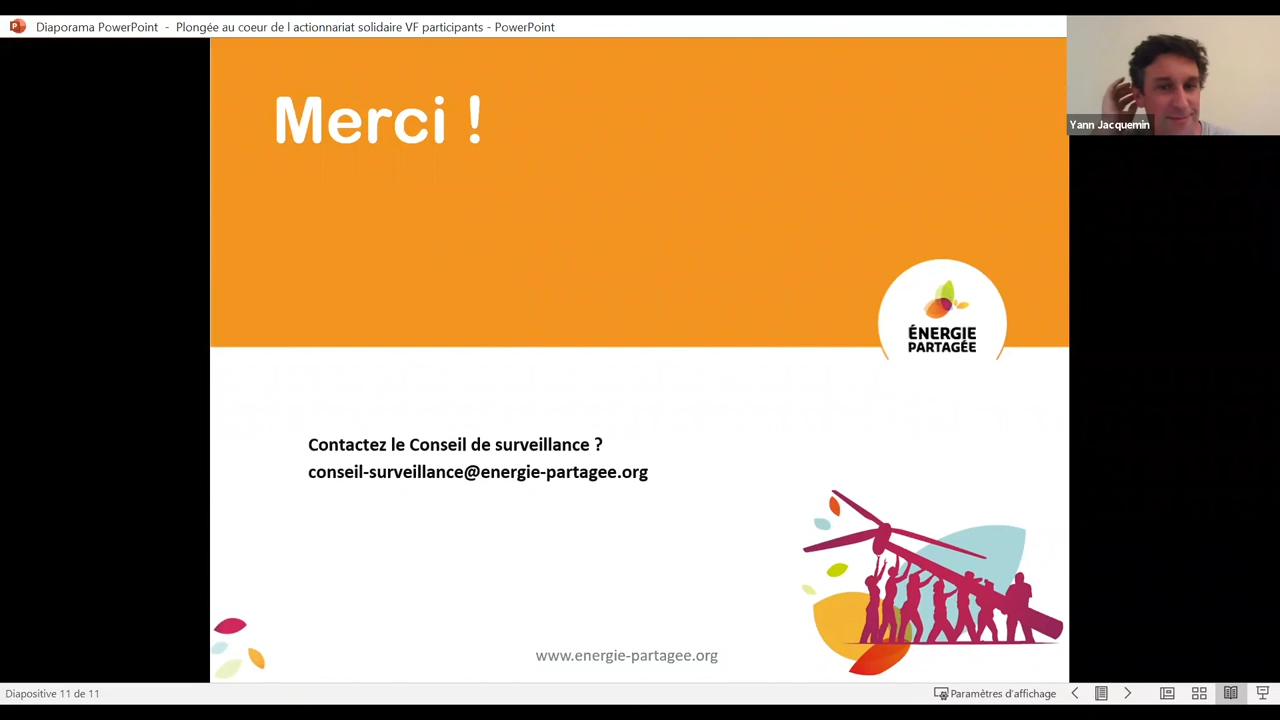 Diaporama PowerPoint - Plongée au coeur de l actionnariat solidaire VF participants - PowerPoint
Yann Jacquemin
Merci !
ÉNERGIE
PARTAGÉE
Contactez le Conseil de surveillance ?
conseil-surveillance@energie-partagee.org
www.energie-partagee.org
Diapositive 11 de 11
Paramètres d'affichage